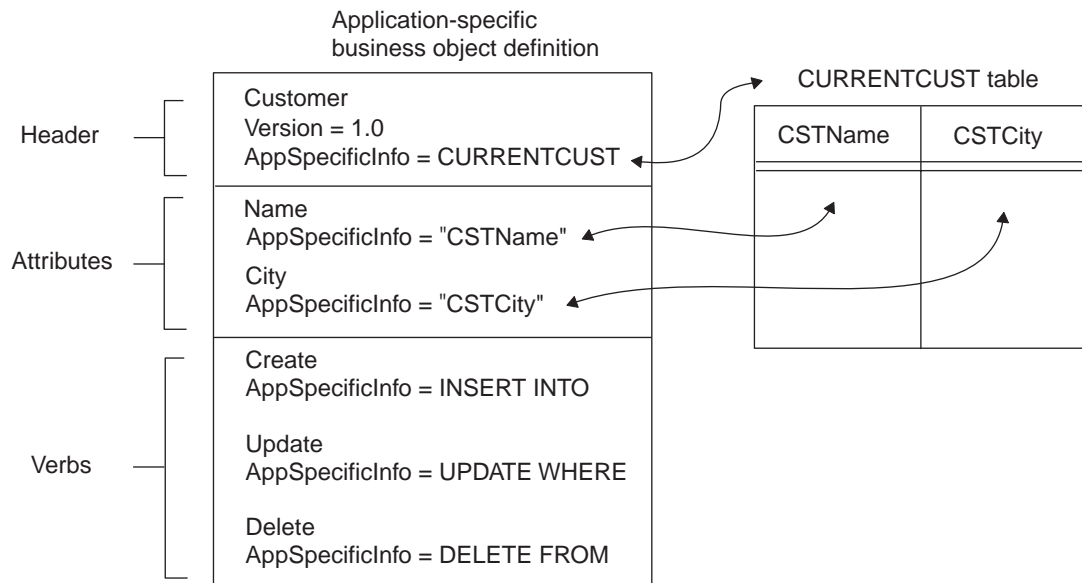 Application-specific
business object definition
Header
Customer
Version = 1.0
AppSpecificInfo = CURRENTCUST
Attributes
Name
AppSpecificInfo = "CSTName"
City
AppSpecificInfo = "CSTCity"
Verbs
Create
AppSpecificInfo = INSERT INTO
Update
AppSpecificInfo = UPDATE WHERE
Delete
AppSpecificInfo = DELETE FROM
CURRENTCUST table
CSTName
CSTCity